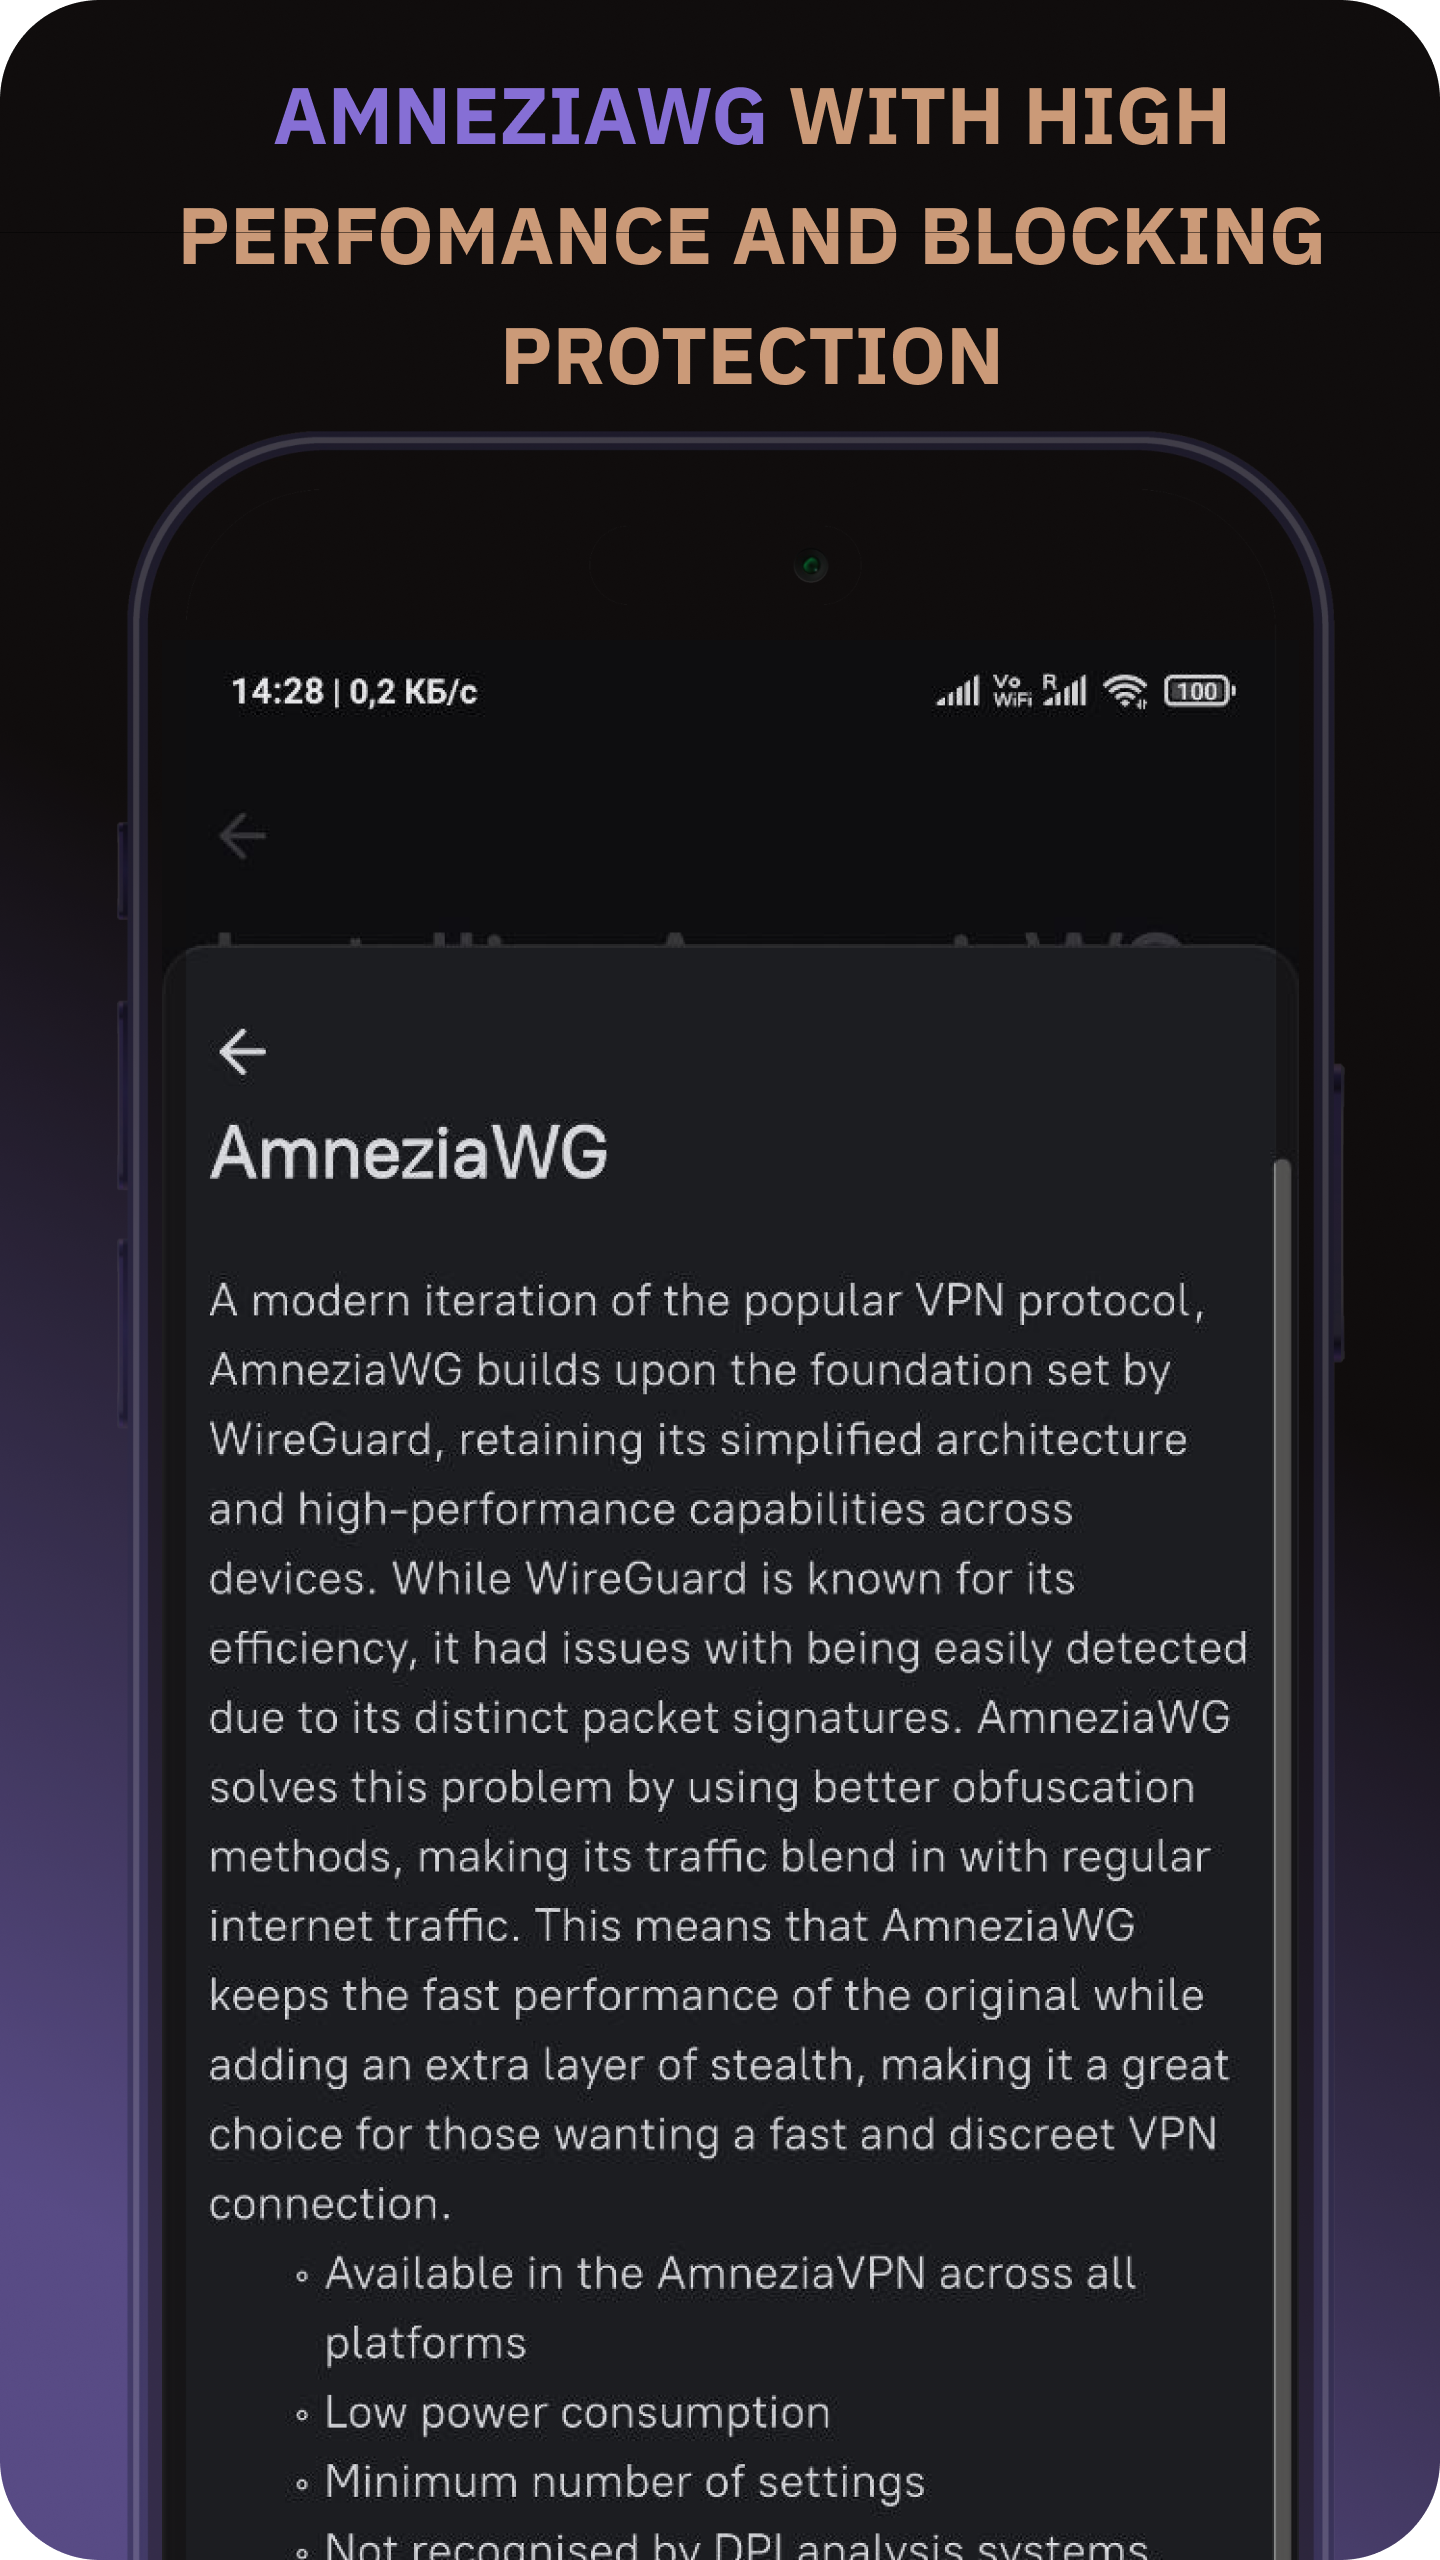 AMNEZIAWG WITH HIGH
PERFOMANCE AND BLOCKING
PROTECTION
14:28 | 0,2 КБ/с
Vo
WiFi
R
100
AmneziaWG
A modern iteration of the popular VPN protocol,
AmneziaWG builds upon the foundation set by
WireGuard, retaining its simplified architecture
and high-performance capabilities across
devices. While WireGuard is known for its
efficiency, it had issues with being easily detected
due to its distinct packet signatures. AmneziaWG
solves this problem by using better obfuscation
methods, making its traffic blend in with regular
internet traffic. This means that AmneziaWG
keeps the fast performance of the original while
adding an extra layer of stealth, making it a great
choice for those wanting a fast and discreet VPN
connection.
◦ Available in the AmneziaVPN across all
platforms
◦ Low power consumption
◦ Minimum number of settings
◦ Not recognised by DPI analysis systems